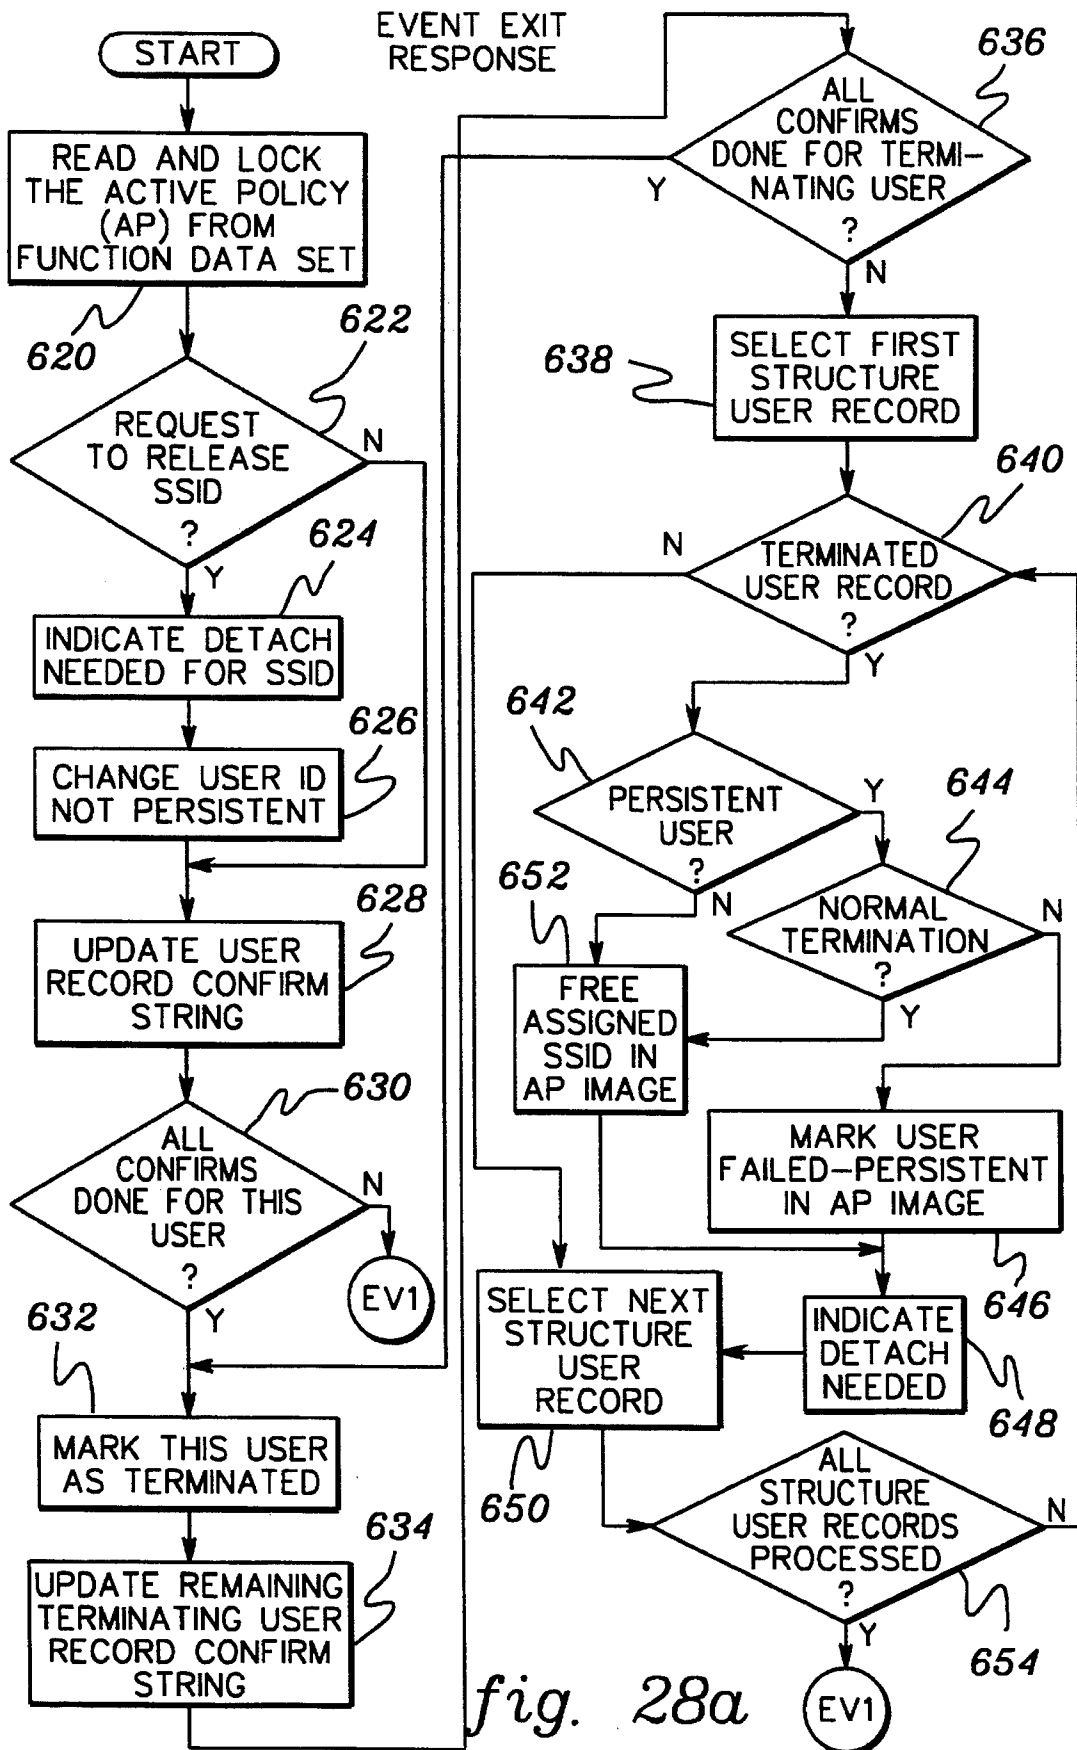 EVENT EXIT
RESPONSE
START
READ AND LOCK
THE ACTIVE POLICY
(AP) FROM
FUNCTION DATA SET
620
622
REQUEST
TO RELEASE
SSID
?
N
Y
624
INDICATE DETACH
NEEDED FOR SSID
626
CHANGE USER ID
NOT PERSISTENT
628
UPDATE USER
RECORD CONFIRM
STRING
630
ALL
CONFIRMS
DONE FOR THIS
USER
?
N
Y
EV1
632
MARK THIS USER
AS TERMINATED
634
UPDATE REMAINING
TERMINATING USER
RECORD CONFIRM
STRING
636
ALL
CONFIRMS
DONE FOR TERMI-
NATING USER
?
Y
N
638
SELECT FIRST
STRUCTURE
USER RECORD
640
TERMINATED
USER RECORD
?
N
Y
642
PERSISTENT
USER
?
Y
N
644
NORMAL
TERMINATION
?
N
Y
652
FREE
ASSIGNED
SSID IN
AP IMAGE
MARK USER
FAILED-PERSISTENT
IN AP IMAGE
646
INDICATE
DETACH
NEEDED
648
SELECT NEXT
STRUCTURE
USER
RECORD
650
ALL
STRUCTURE
USER RECORDS
PROCESSED
?
N
Y
654
EV1
fig. 28a